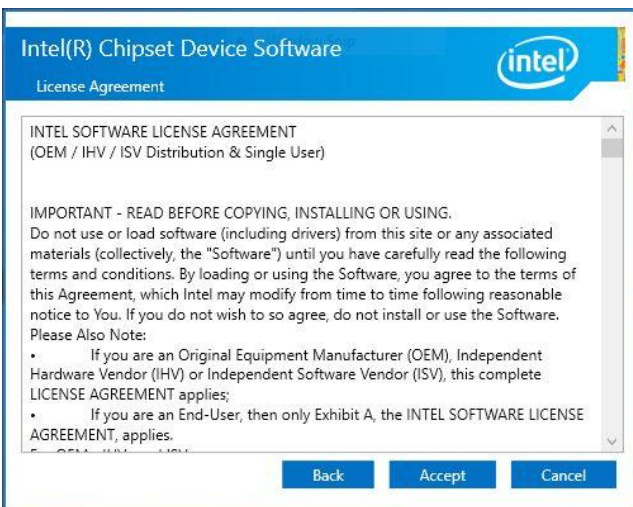 Intel(R) Chipset Device Software
intel
License Agreement
INTEL SOFTWARE LICENSE AGREEMENT
(OEM / IHV / ISV Distribution & Single User)
IMPORTANT - READ BEFORE COPYING, INSTALLING OR USING.
Do not use or load software (including drivers) from this site or any associated
materials (collectively, the "Software") until you have carefully read the following
terms and conditions. By loading or using the Software, you agree to the terms of
this Agreement, which Intel may modify from time to time following reasonable
notice to You. If you do not wish to so agree, do not install or use the Software.
Please Also Note:
• If you are an Original Equipment Manufacturer (OEM), Independent
Hardware Vendor (IHV) or Independent Software Vendor (ISV), this complete
LICENSE AGREEMENT applies;
• If you are an End-User, then only Exhibit A, the INTEL SOFTWARE LICENSE
AGREEMENT, applies.
Back Accept Cancel